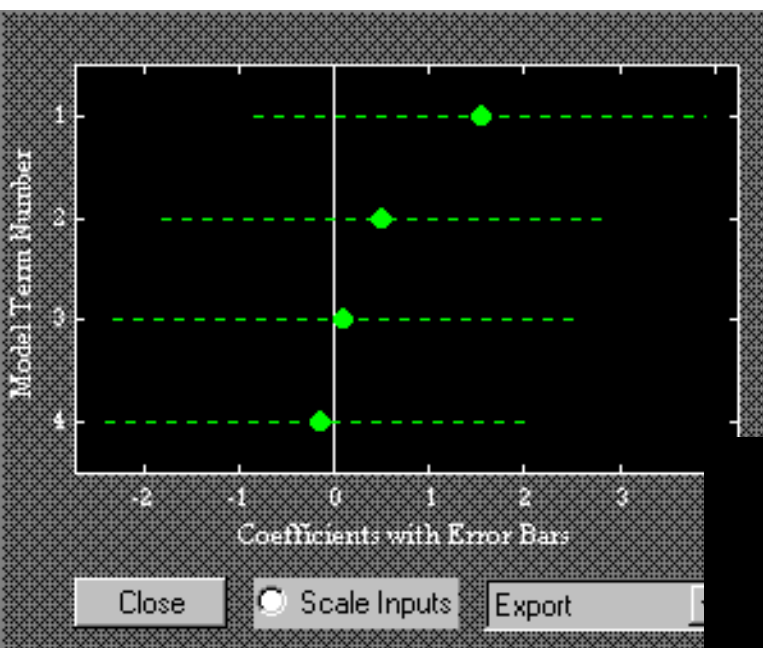 Model Term Number
1
2
3
4
-2 -1 0 1 2 3
Coefficients with Error Bars
Close Scale Inputs Export